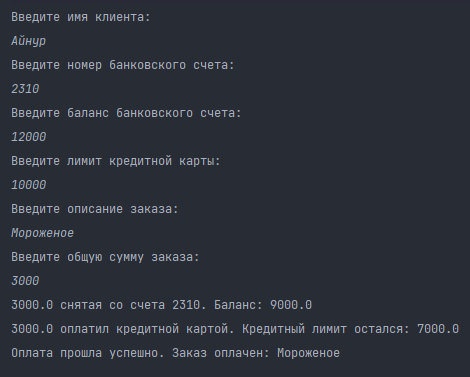 Введите имя клиента:
Айнур
Введите номер банковского счета:
2310
Введите баланс банковского счета:
12000
Введите лимит кредитной карты:
10000
Введите описание заказа:
Мороженое
Введите общую сумму заказа:
3000
3000.0 снятая со счета 2310. Баланс: 9000.0
3000.0 оплатил кредитной картой. Кредитный лимит остался: 7000.0
Оплата прошла успешно. Заказ оплачен: Мороженое